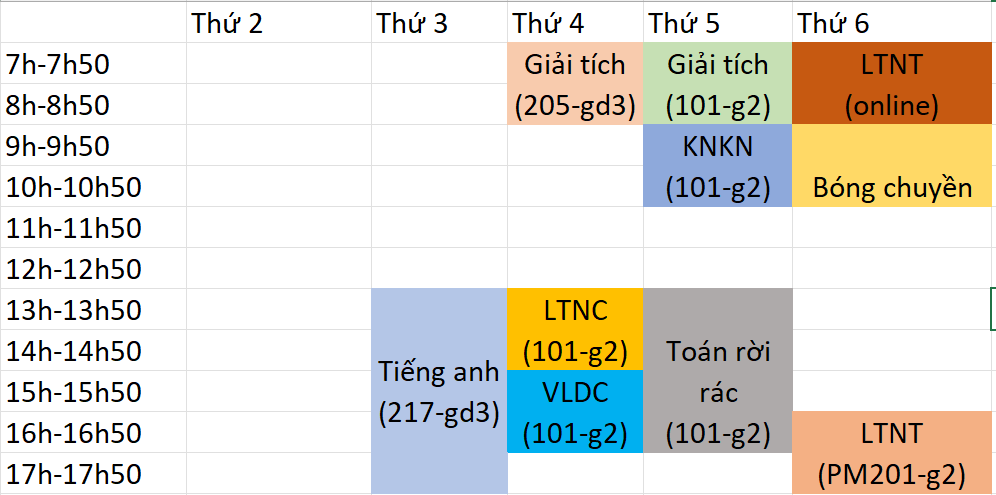 Thứ 2 Thứ 3 Thứ 4 Thứ 5 Thứ 6
7h-7h50 Giải tích Giải tích LTNT
8h-8h50 (205-gd3) (101-g2) (online)
9h-9h50 KNKN
10h-10h50 (101-g2) Bóng chuyền
11h-11h50
12h-12h50
13h-13h50 LTNC
14h-14h50 (101-g2) Toán rời
Tiếng anh
15h-15h50 VLDC rác
(217-gd3)
16h-16h50 (101-g2) (101-g2) LTNT
17h-17h50 (PM201-g2)